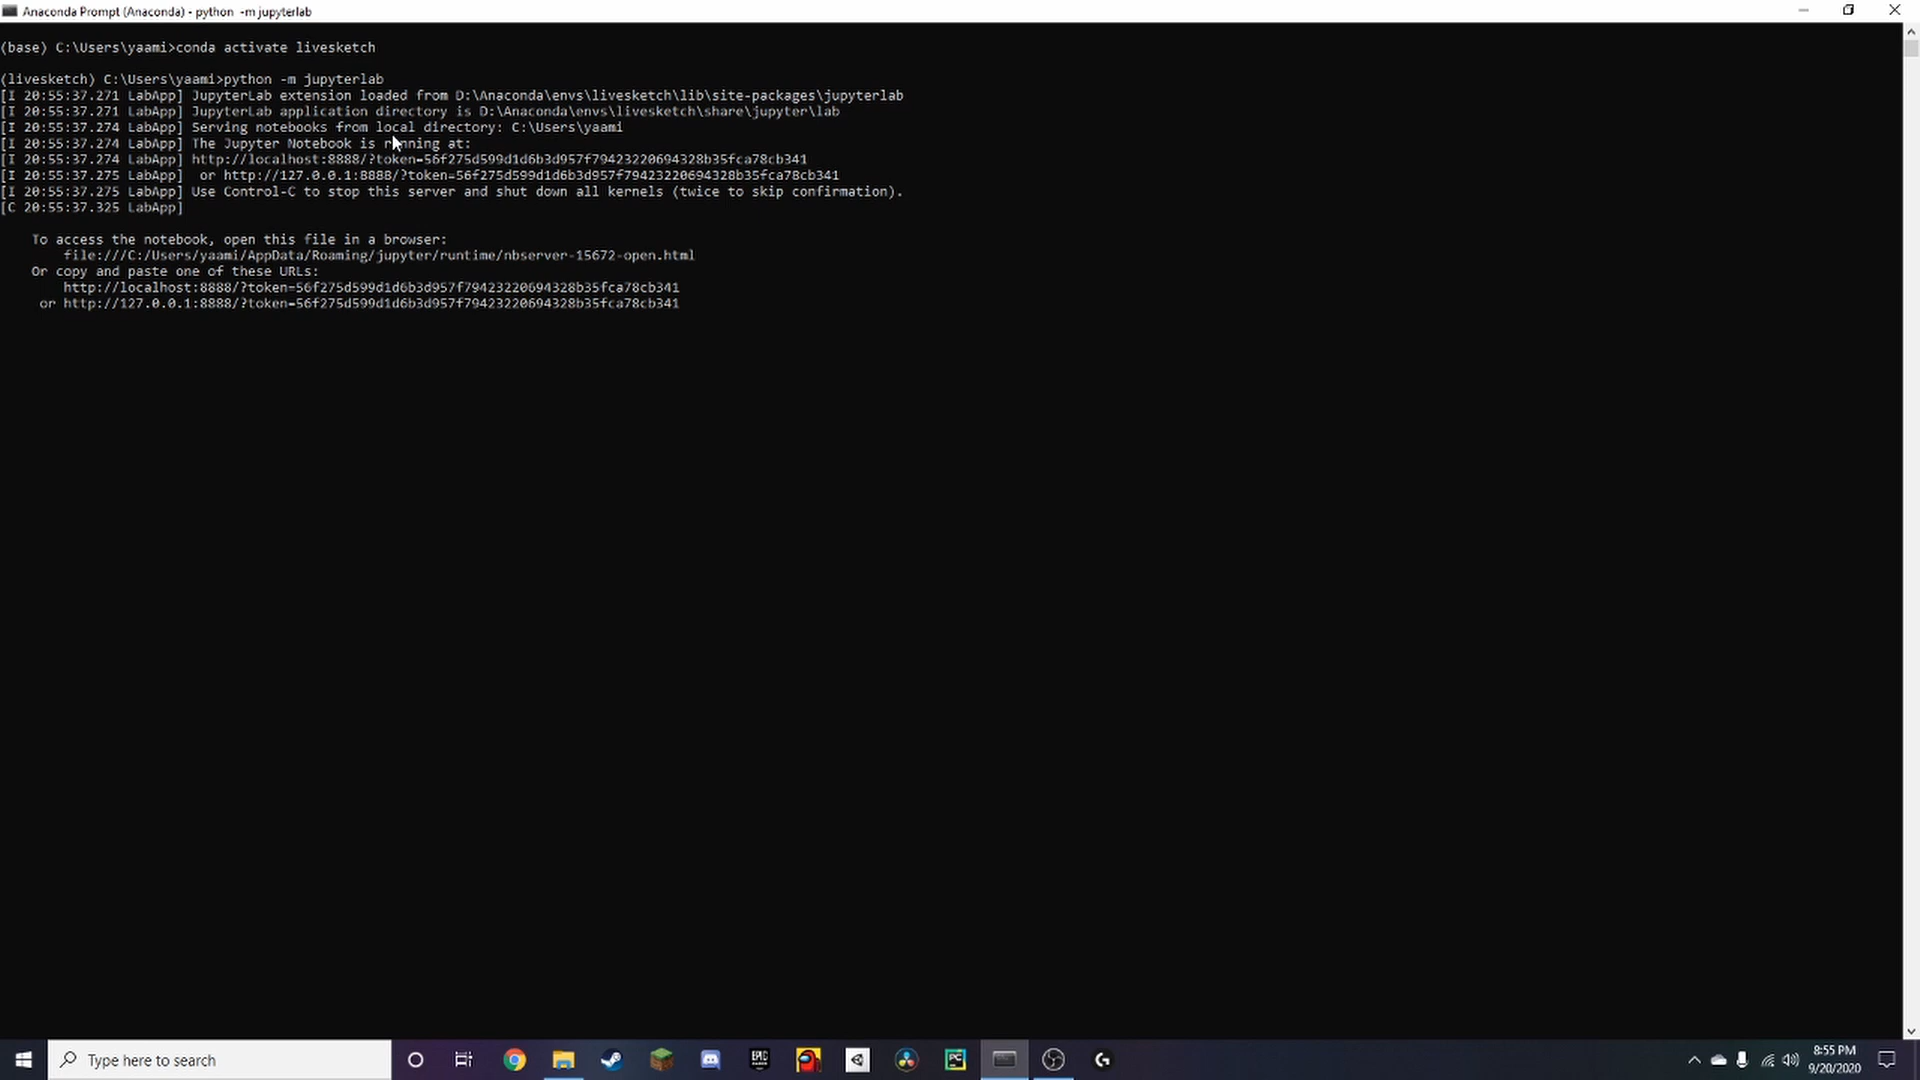 Anaconda Prompt (Anaconda) - python  -m jupyterlab
(base) C:\Users\yaami>conda activate livesketch
(livesketch) C:\Users\yaami>python -m jupyterlab
[I 20:55:37.271 LabApp] JupyterLab extension loaded from D:\Anaconda\envs\livesketch\lib\site-packages\jupyterlab
[I 20:55:37.271 LabApp] JupyterLab application directory is D:\Anaconda\envs\livesketch\share\jupyter\lab
[I 20:55:37.274 LabApp] Serving notebooks from local directory: C:\Users\yaami
[I 20:55:37.274 LabApp] The Jupyter Notebook is running at:
[I 20:55:37.274 LabApp] http://localhost:8888/?token=56f275d599d1d6b3d957f79423220694328b35fca78cb341
[I 20:55:37.275 LabApp]  or http://127.0.0.1:8888/?token=56f275d599d1d6b3d957f79423220694328b35fca78cb341
[I 20:55:37.275 LabApp] Use Control-C to stop this server and shut down all kernels (twice to skip confirmation).
[C 20:55:37.325 LabApp]
To access the notebook, open this file in a browser:
file:///C:/Users/yaami/AppData/Roaming/jupyter/runtime/nbserver-15672-open.html
Or copy and paste one of these URLs:
http://localhost:8888/?token=56f275d599d1d6b3d957f79423220694328b35fca78cb341
or http://127.0.0.1:8888/?token=56f275d599d1d6b3d957f79423220694328b35fca78cb341
Type here to search
EPIC
PC
8:55 PM
9/20/2020